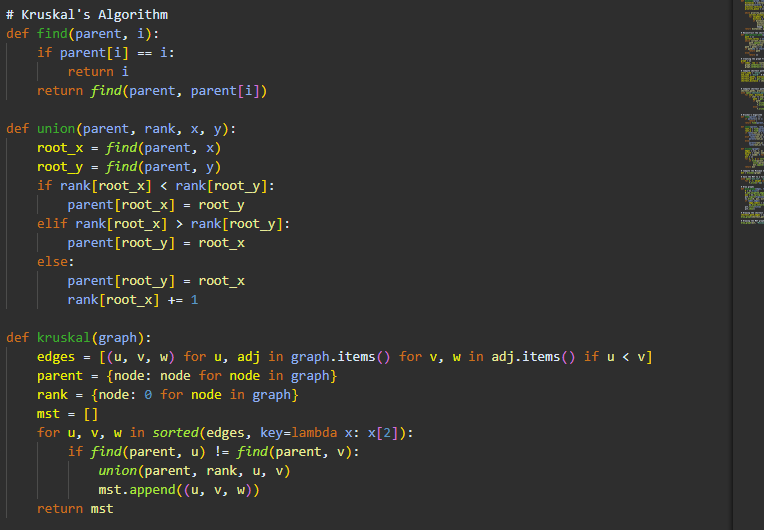 # Kruskal's Algorithm
def find(parent, i):
    if parent[i] == i:
        return i
    return find(parent, parent[i])

def union(parent, rank, x, y):
    root_x = find(parent, x)
    root_y = find(parent, y)
    if rank[root_x] < rank[root_y]:
        parent[root_x] = root_y
    elif rank[root_x] > rank[root_y]:
        parent[root_y] = root_x
    else:
        parent[root_y] = root_x
        rank[root_x] += 1

def kruskal(graph):
    edges = [(u, v, w) for u, adj in graph.items() for v, w in adj.items() if u < v]
    parent = {node: node for node in graph}
    rank = {node: 0 for node in graph}
    mst = []
    for u, v, w in sorted(edges, key=lambda x: x[2]):
        if find(parent, u) != find(parent, v):
            union(parent, rank, u, v)
            mst.append((u, v, w))
    return mst